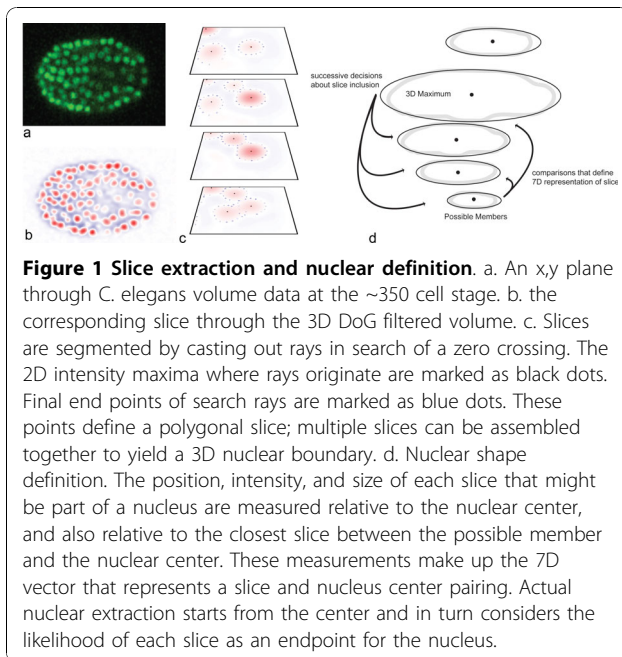 successive decisions
about slice inclusion
3D Maximum
comparisons that define
7D representation of slice
Possible Members
a
b
c
d
Figure 1 Slice extraction and nuclear definition. a. An x,y plane
through C. elegans volume data at the ~350 cell stage. b. the
corresponding slice through the 3D DoG filtered volume. c. Slices
are segmented by casting out rays in search of a zero crossing. The
2D intensity maxima where rays originate are marked as black dots.
Final end points of search rays are marked as blue dots. These
points define a polygonal slice; multiple slices can be assembled
together to yield a 3D nuclear boundary. d. Nuclear shape
definition. The position, intensity, and size of each slice that might
be part of a nucleus are measured relative to the nuclear center,
and also relative to the closest slice between the possible member
and the nuclear center. These measurements make up the 7D
vector that represents a slice and nucleus center pairing. Actual
nuclear extraction starts from the center and in turn considers the
likelihood of each slice as an endpoint for the nucleus.